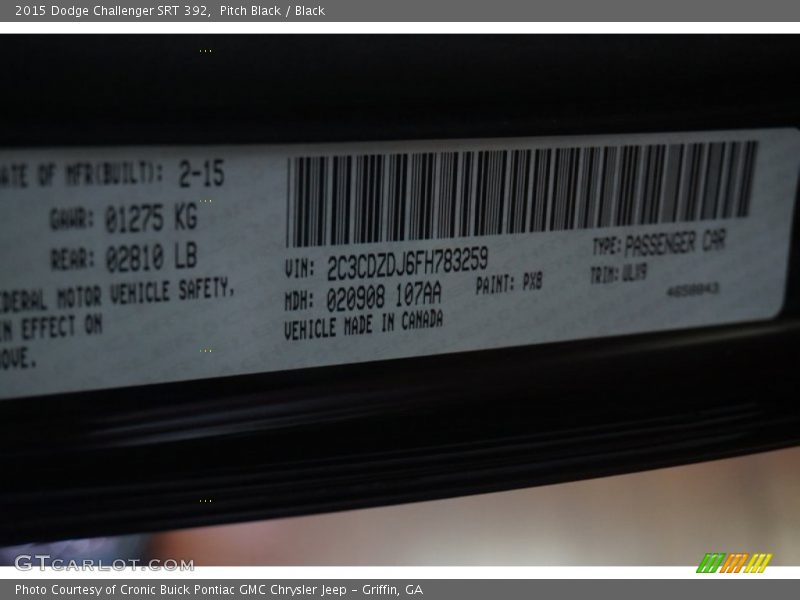 2015 Dodge Challenger SRT 392,  Pitch Black / Black
ATE OF MFR(BUILT): 2-15
GAWR: 01275 KG
REAR: 02810 LB
EDERAL MOTOR VEHICLE SAFETY,
IN EFFECT ON
OVE.
VIN: 2C3CDZDJ6FH783259
MDH: 020908 107AA
PAINT: PX8
VEHICLE MADE IN CANADA
TYPE: PASSENGER CAR
TRIM: ULX9
GTCARLOT.COM
Photo Courtesy of Cronic Buick Pontiac GMC Chrysler Jeep - Griffin, GA